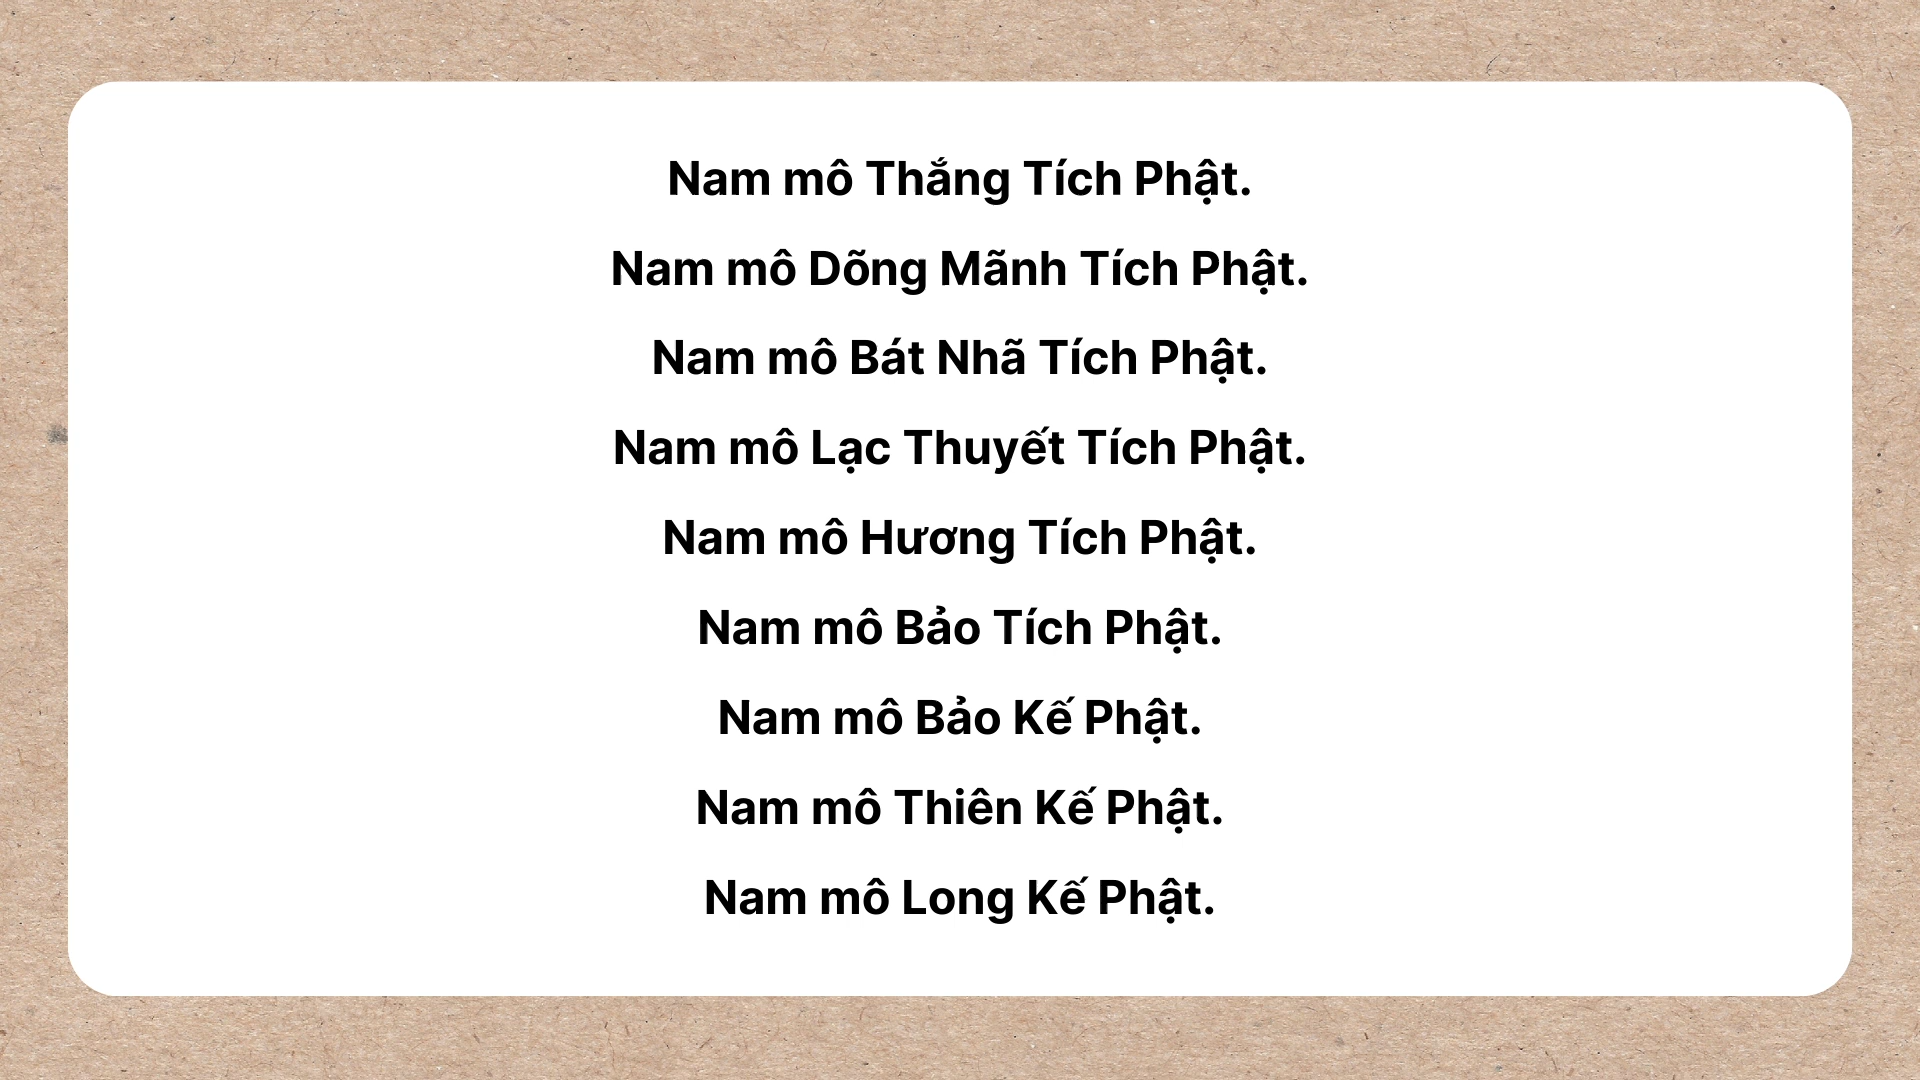 Nam mô Thắng Tích Phật.
Nam mô Dõng Mãnh Tích Phật.
Nam mô Bát Nhã Tích Phật.
Nam mô Lạc Thuyết Tích Phật.
Nam mô Hương Tích Phật.
Nam mô Bảo Tích Phật.
Nam mô Bảo Kế Phật.
Nam mô Thiên Kế Phật.
Nam mô Long Kế Phật.